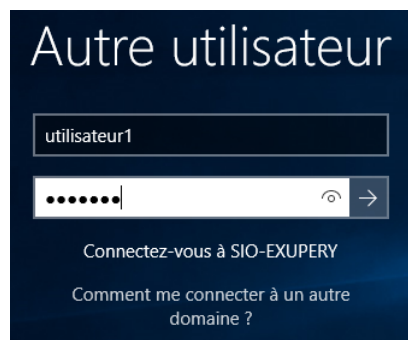 Autre utilisateur
utilisateur1
•••••••
Connectez-vous à SIO-EXUPERY
Comment me connecter à un autre
domaine ?